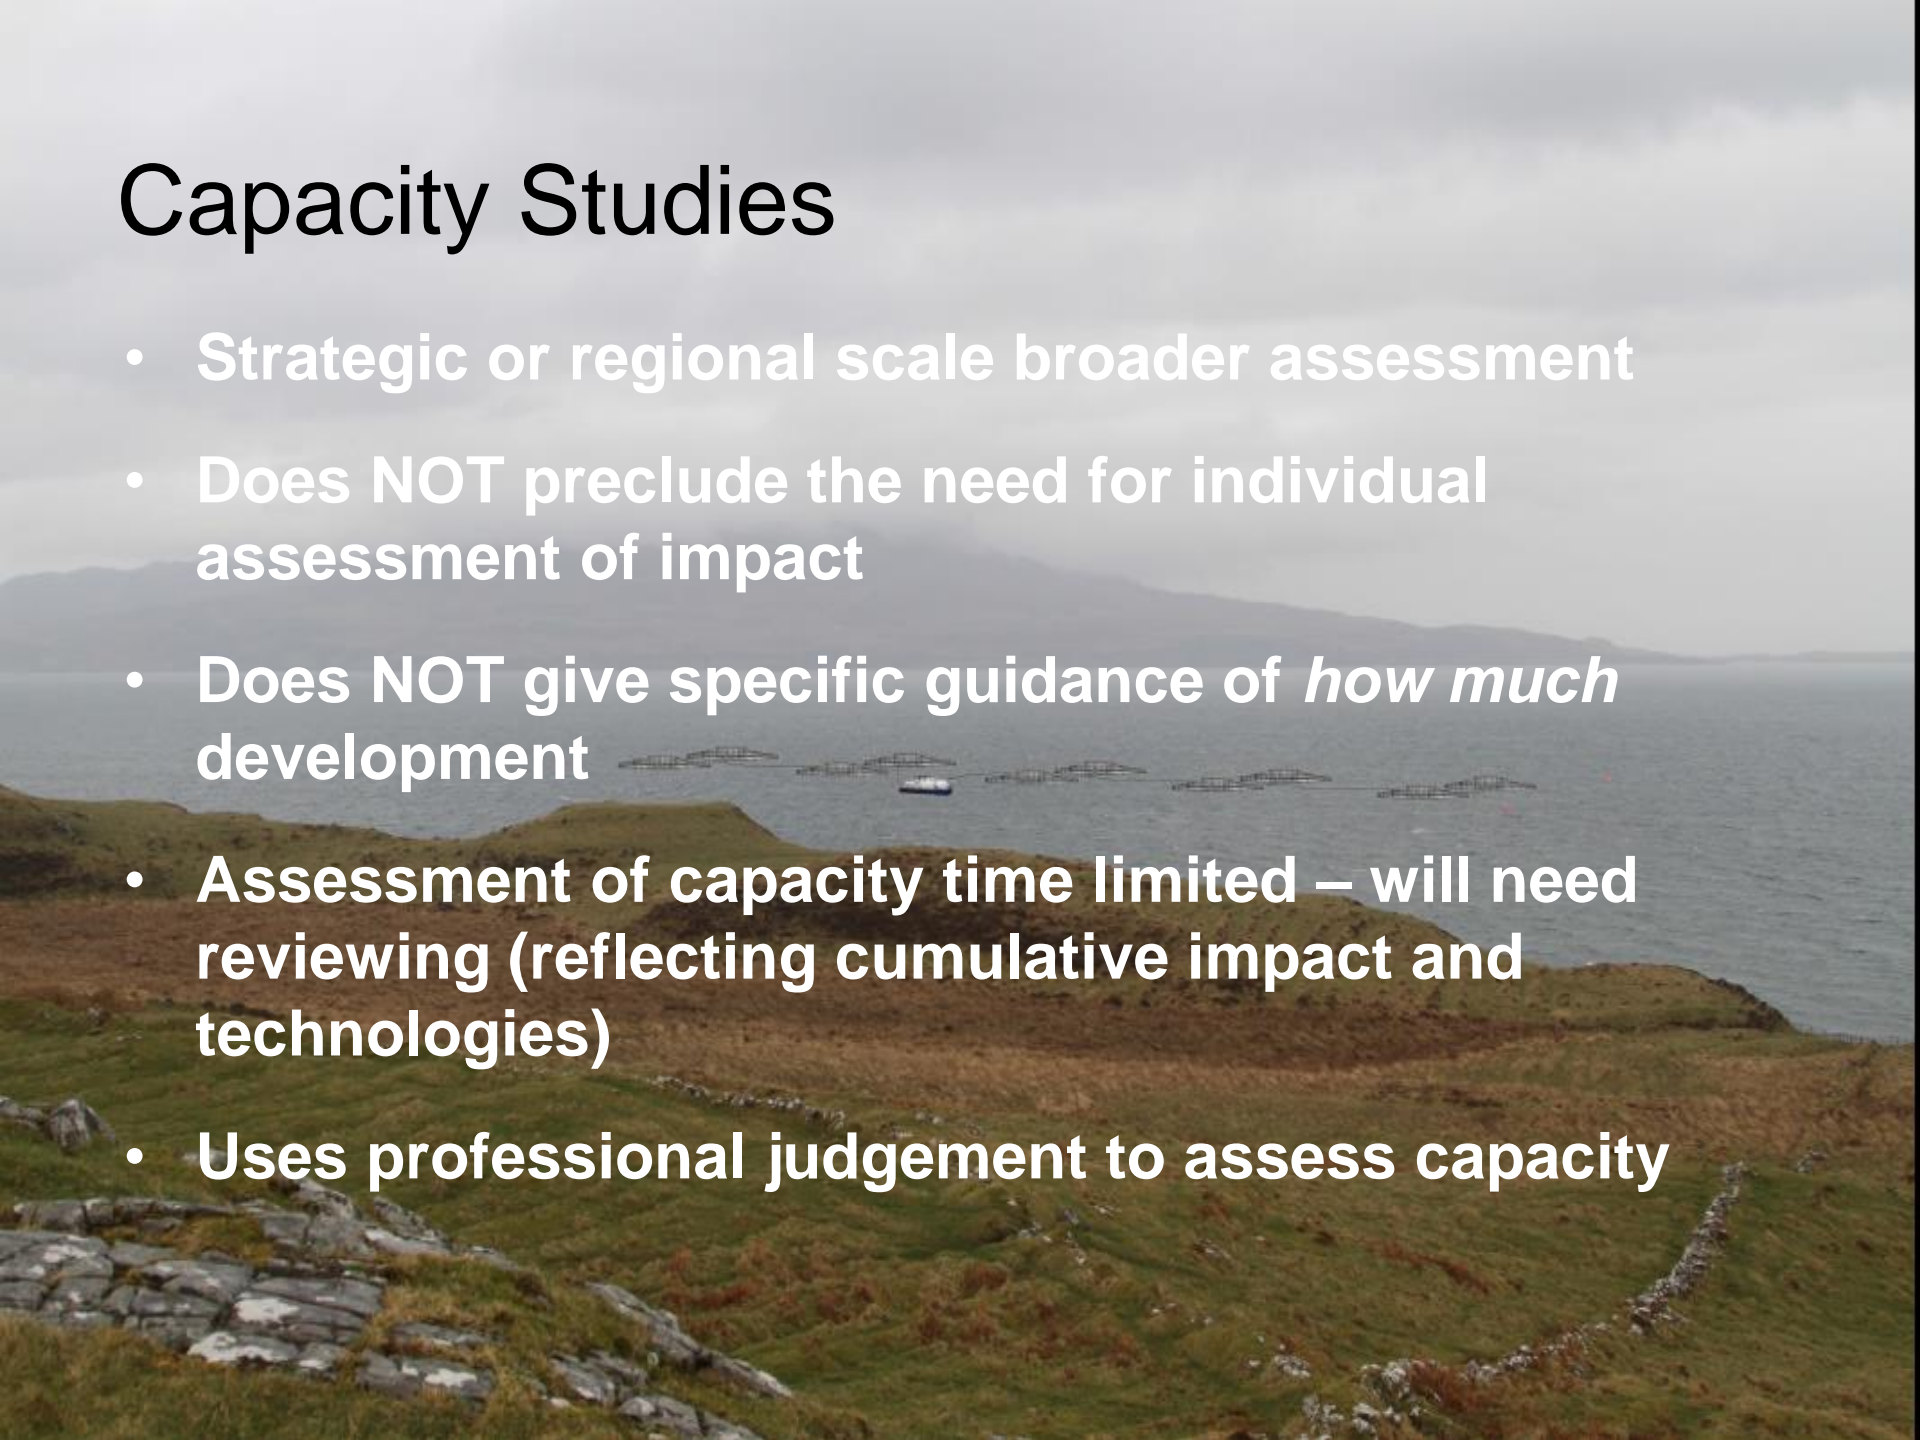 Capacity Studies
• Strategic or regional scale broader assessment
• Does NOT preclude the need for individual
assessment of impact
• Does NOT give specific guidance of how much
development
• Assessment of capacity time limited – will need
reviewing (reflecting cumulative impact and
technologies)
• Uses professional judgement to assess capacity